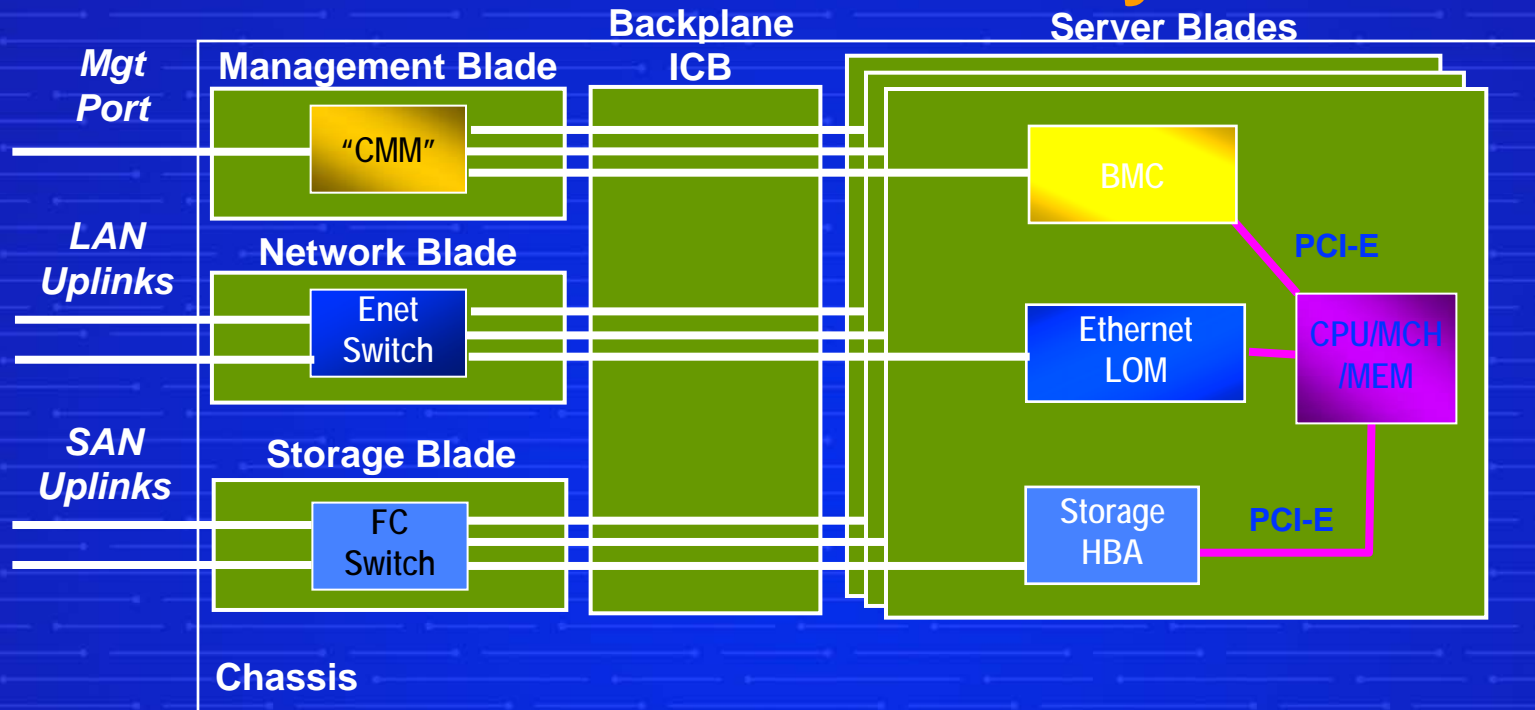 Backplane
ICB
Server Blades
Mgt
Port
Management Blade
“CMM”
BMC
PCI-E
LAN
Uplinks
Network Blade
Enet
Switch
Ethernet
LOM
CPU/MCH
/MEM
SAN
Uplinks
Storage Blade
FC
Switch
Storage
HBA
PCI-E
Chassis